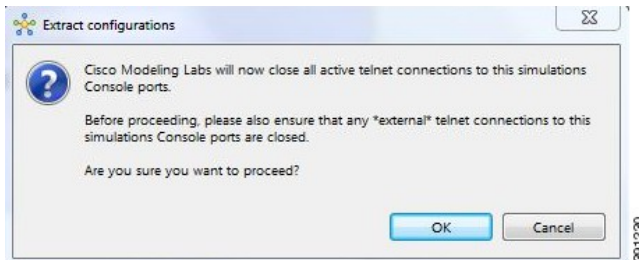 Extract configurations
Cisco Modeling Labs will now close all active telnet connections to this simulations
Console ports.
Before proceeding, please also ensure that any *external* telnet connections to this
simulations Console ports are closed.
Are you sure you want to proceed?
OK
Cancel